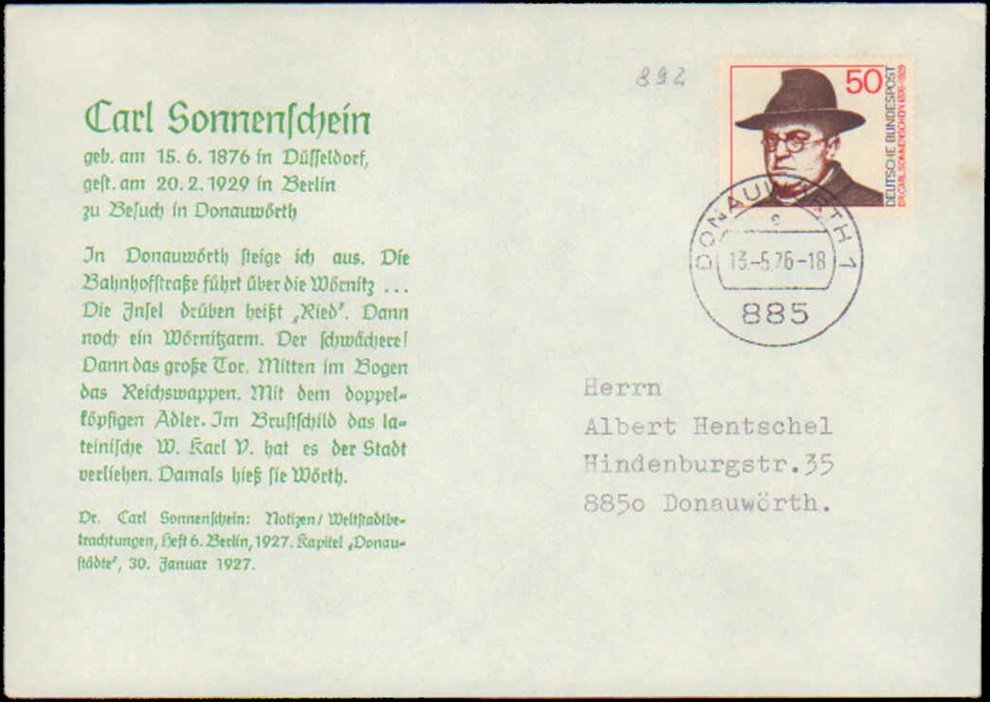 892
Carl Sonnenschein
geb. am 15. 6. 1876 in Düsseldorf,
gest. am 20. 2. 1929 in Berlin
zu Besuch in Donauwörth
In Donauwörth steige ich aus. Die
Bahnhofstraße führt über die Wörnitz ...
Die Insel drüben heißt „Ried“. Dann
noch ein Wörnitzarm. Der schwächere!
Dann das große Tor. Mitten im Bogen
das Reichswappen. Mit dem doppel-
köpfigen Adler. Im Brustschild das la-
teinische W. Karl V. hat es der Stadt
verliehen. Damals hieß sie Wörth.
Dr. Carl Sonnenschein: Notizen/Weltstadtbe-
trachtungen, Heft 6. Berlin, 1927. Kapitel „Donau-
städte“, 30. Januar 1927.
50
DEUTSCHE BUNDESPOST
DR. CARL SONNENSCHEIN 1876-1929
DONAUWÖRTH 1
e
13.-5.76-18
885
Herrn
Albert Hentschel
Hindenburgstr.35
885o Donauwörth.